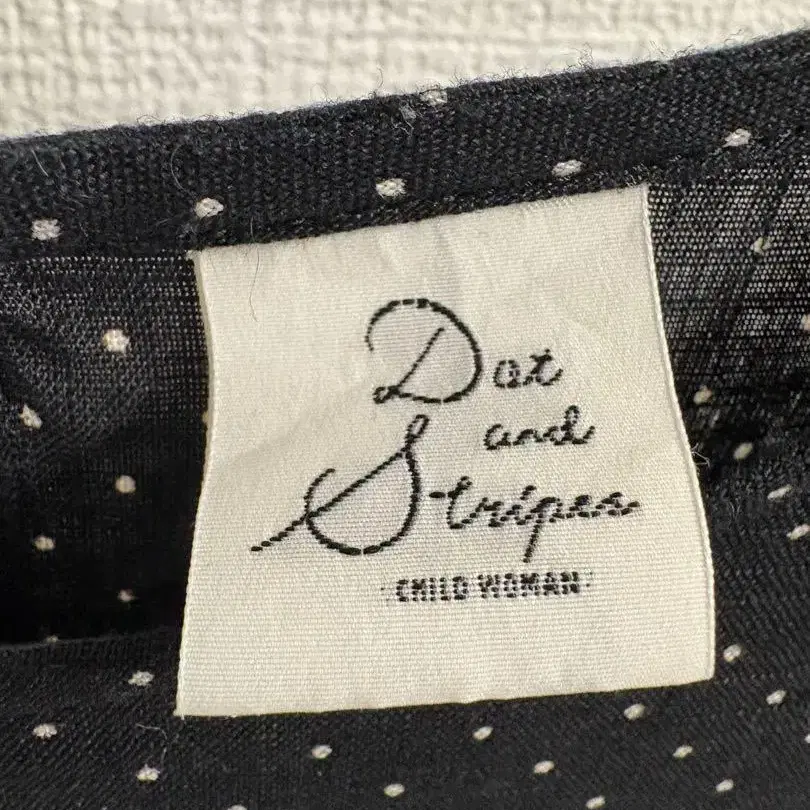 Dot
and
Stripes
CHILD WOMAN